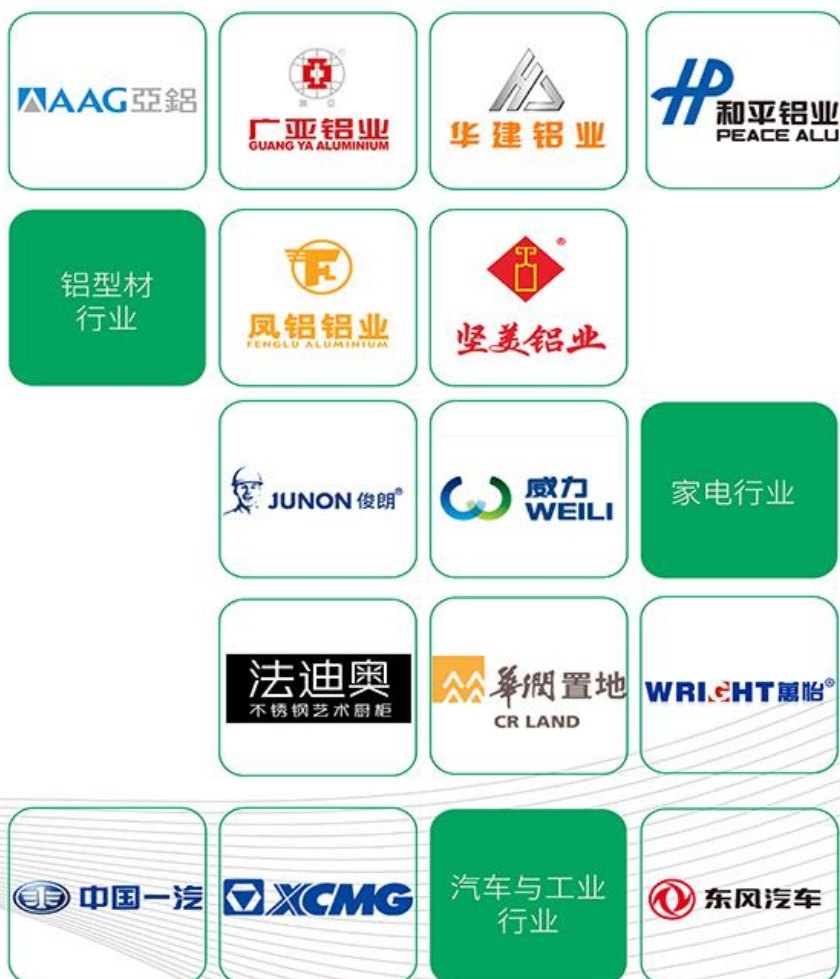 AAG亞鋁
广亚
广亚铝业
GUANG YA ALUMINIUM
华建铝业
HP
和平铝业
PEACE ALU
铝型材
行业
FL
凤铝铝业
FENGLU ALUMINIUM
坚美铝业
JUNON 俊朗®
威力
WEILI
家电行业
法迪奥
不锈钢艺术厨柜
華潤置地
CR LAND
WRIGHT萬怡®
中国一汽
XCMG
汽车与工业
行业
东风汽车